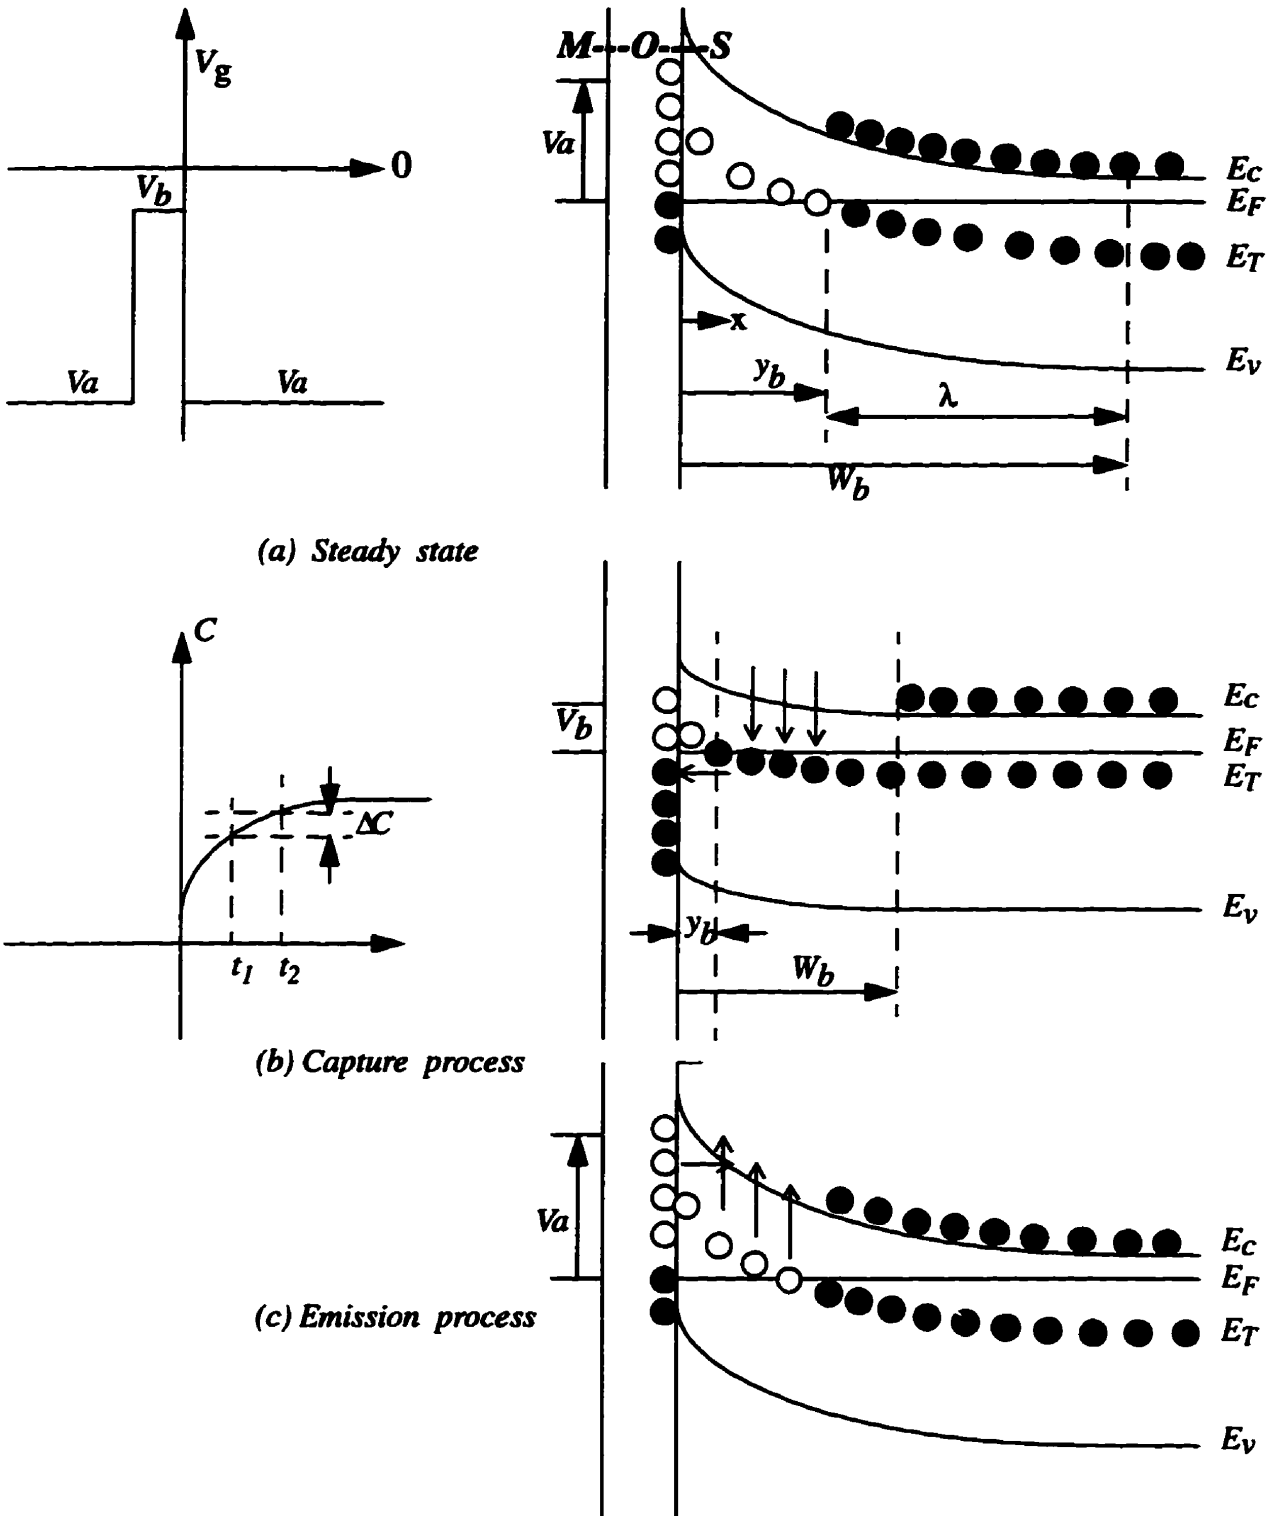 Vg
0
Vb
Va
Va
M---O---S
Va
Ec
EF
ET
x
Ev
yb
λ
Wb
(a) Steady state
C
ΔC
t1
t2
Vb
Ec
EF
ET
Ev
yb
Wb
(b) Capture process
Va
Ec
EF
ET
(c) Emission process
Ev